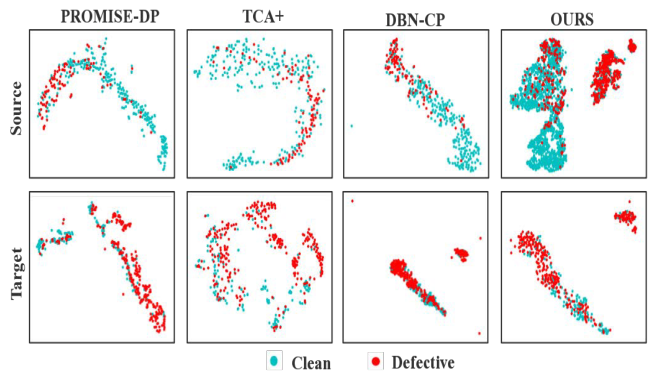 PROMISE-DP TCA+ DBN-CP OURS
Source
Target
Clean Defective